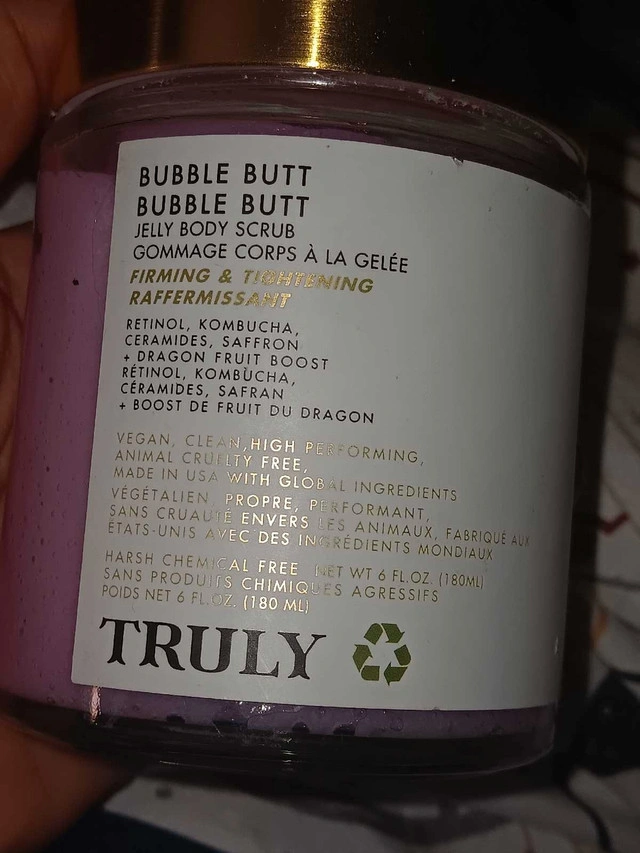 BUBBLE BUTT
BUBBLE BUTT
JELLY BODY SCRUB
GOMMAGE CORPS À LA GELÉE
FIRMING & TIGHTENING
RAFFERMISSANT
RETINOL, KOMBUCHA,
CERAMIDES, SAFFRON
+ DRAGON FRUIT BOOST
RÉTINOL, KOMBUCHA,
CÉRAMIDES, SAFRAN
+ BOOST DE FRUIT DU DRAGON
VEGAN, CLEAN,HIGH PERFORMING,
ANIMAL CRUELTY FREE,
MADE IN USA WITH GLOBAL INGREDIENTS
VÉGÉTALIEN, PROPRE, PERFORMANT,
SANS CRUAUTÉ ENVERS LES ANIMAUX, FABRIQUÉ AUX
ÉTATS-UNIS AVEC DES INGRÉDIENTS MONDIAUX
HARSH CHEMICAL FREE NET WT 6 FL.OZ. (180ML)
SANS PRODUITS CHIMIQUES AGRESSIFS
POIDS NET 6 FL.OZ. (180 ML)
TRULY